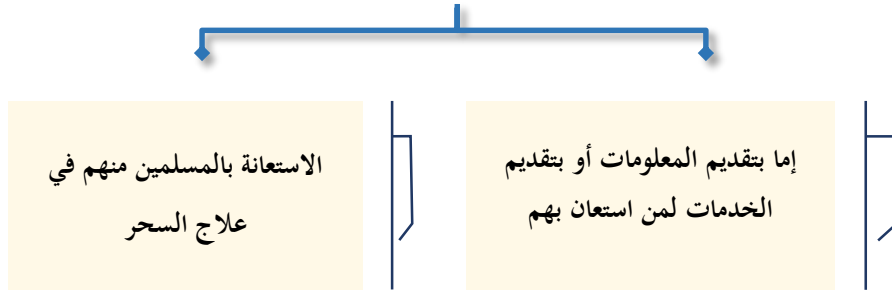 إما بتقديم المعلومات أو بتقديم
الخدمات لمن استعان بهم
الاستعانة بالمسلمين منهم في
علاج السحر